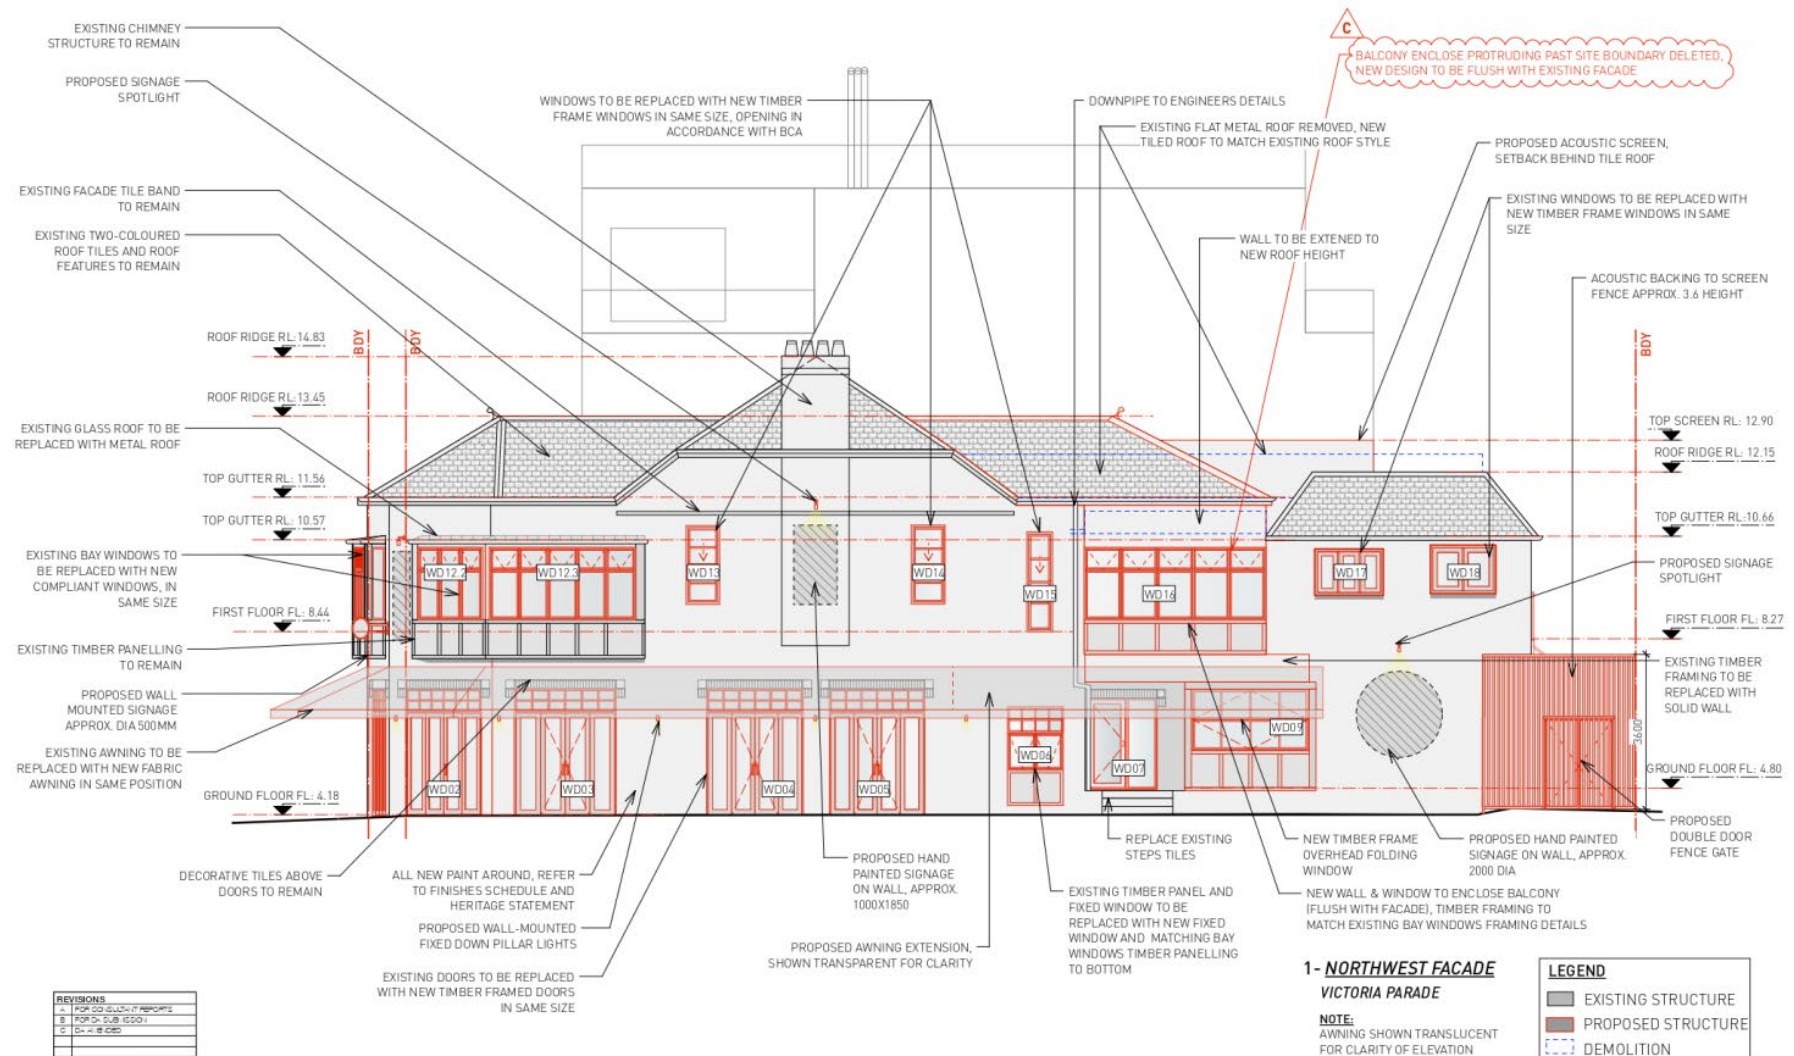 EXISTING CHIMNEY
STRUCTURE TO REMAIN
PROPOSED SIGNAGE
SPOTLIGHT
EXISTING FACADE TILE BAND
TO REMAIN
EXISTING TWO-COLOURED
ROOF TILES AND ROOF
FEATURES TO REMAIN
ROOF RIDGE RL: 14.83
ROOF RIDGE RL: 13.45
EXISTING GLASS ROOF TO BE
REPLACED WITH METAL ROOF
TOP GUTTER RL: 11.56
TOP GUTTER RL: 10.57
EXISTING BAY WINDOWS TO
BE REPLACED WITH NEW
COMPLIANT WINDOWS, IN
SAME SIZE
FIRST FLOOR FL: 8.44
EXISTING TIMBER PANELLING
TO REMAIN
PROPOSED WALL
MOUNTED SIGNAGE
APPROX. DIA 500MM
EXISTING AWNING TO BE
REPLACED WITH NEW FABRIC
AWNING IN SAME POSITION
GROUND FLOOR FL: 4.18
DECORATIVE TILES ABOVE
DOORS TO REMAIN
BDY
BDY
WINDOWS TO BE REPLACED WITH NEW TIMBER
FRAME WINDOWS IN SAME SIZE, OPENING IN
ACCORDANCE WITH BCA
DOWNPIPE TO ENGINEERS DETAILS
EXISTING FLAT METAL ROOF REMOVED, NEW
TILED ROOF TO MATCH EXISTING ROOF STYLE
C
BALCONY ENCLOSE PROTRUDING PAST SITE BOUNDARY DELETED,
NEW DESIGN TO BE FLUSH WITH EXISTING FACADE
PROPOSED ACOUSTIC SCREEN,
SETBACK BEHIND TILE ROOF
EXISTING WINDOWS TO BE REPLACED WITH
NEW TIMBER FRAME WINDOWS IN SAME
SIZE
WALL TO BE EXTENED TO
NEW ROOF HEIGHT
ACOUSTIC BACKING TO SCREEN
FENCE APPROX. 3.6 HEIGHT
BDY
TOP SCREEN RL: 12.90
ROOF RIDGE RL: 12.15
TOP GUTTER RL:10.66
PROPOSED SIGNAGE
SPOTLIGHT
FIRST FLOOR FL: 8.27
EXISTING TIMBER
FRAMING TO BE
REPLACED WITH
SOLID WALL
3600
GROUND FLOOR FL: 4.80
PROPOSED
DOUBLE DOOR
FENCE GATE
WD12.2
WD12.3
WD13
WD14
WD15
WD16
WD17
WD18
WD02
WD03
WD04
WD05
WD06
WD07
WD09
ALL NEW PAINT AROUND, REFER
TO FINISHES SCHEDULE AND
HERITAGE STATEMENT
PROPOSED WALL-MOUNTED
FIXED DOWN PILLAR LIGHTS
EXISTING DOORS TO BE REPLACED
WITH NEW TIMBER FRAMED DOORS
IN SAME SIZE
PROPOSED HAND
PAINTED SIGNAGE
ON WALL, APPROX.
1000X1850
PROPOSED AWNING EXTENSION,
SHOWN TRANSPARENT FOR CLARITY
REPLACE EXISTING
STEPS TILES
EXISTING TIMBER PANEL AND
FIXED WINDOW TO BE
REPLACED WITH NEW FIXED
WINDOW AND MATCHING BAY
WINDOWS TIMBER PANELLING
TO BOTTOM
NEW TIMBER FRAME
OVERHEAD FOLDING
WINDOW
PROPOSED HAND PAINTED
SIGNAGE ON WALL, APPROX.
2000 DIA
NEW WALL & WINDOW TO ENCLOSE BALCONY
(FLUSH WITH FACADE), TIMBER FRAMING TO
MATCH EXISTING BAY WINDOWS FRAMING DETAILS
1- NORTHWEST FACADE
VICTORIA PARADE
NOTE:
AWNING SHOWN TRANSLUCENT
FOR CLARITY OF ELEVATION
LEGEND
EXISTING STRUCTURE
PROPOSED STRUCTURE
DEMOLITION
REVISIONS
A FOR CONSULTANT REPORTS
B FOR DA SUBMISSION
C DA AMENDED